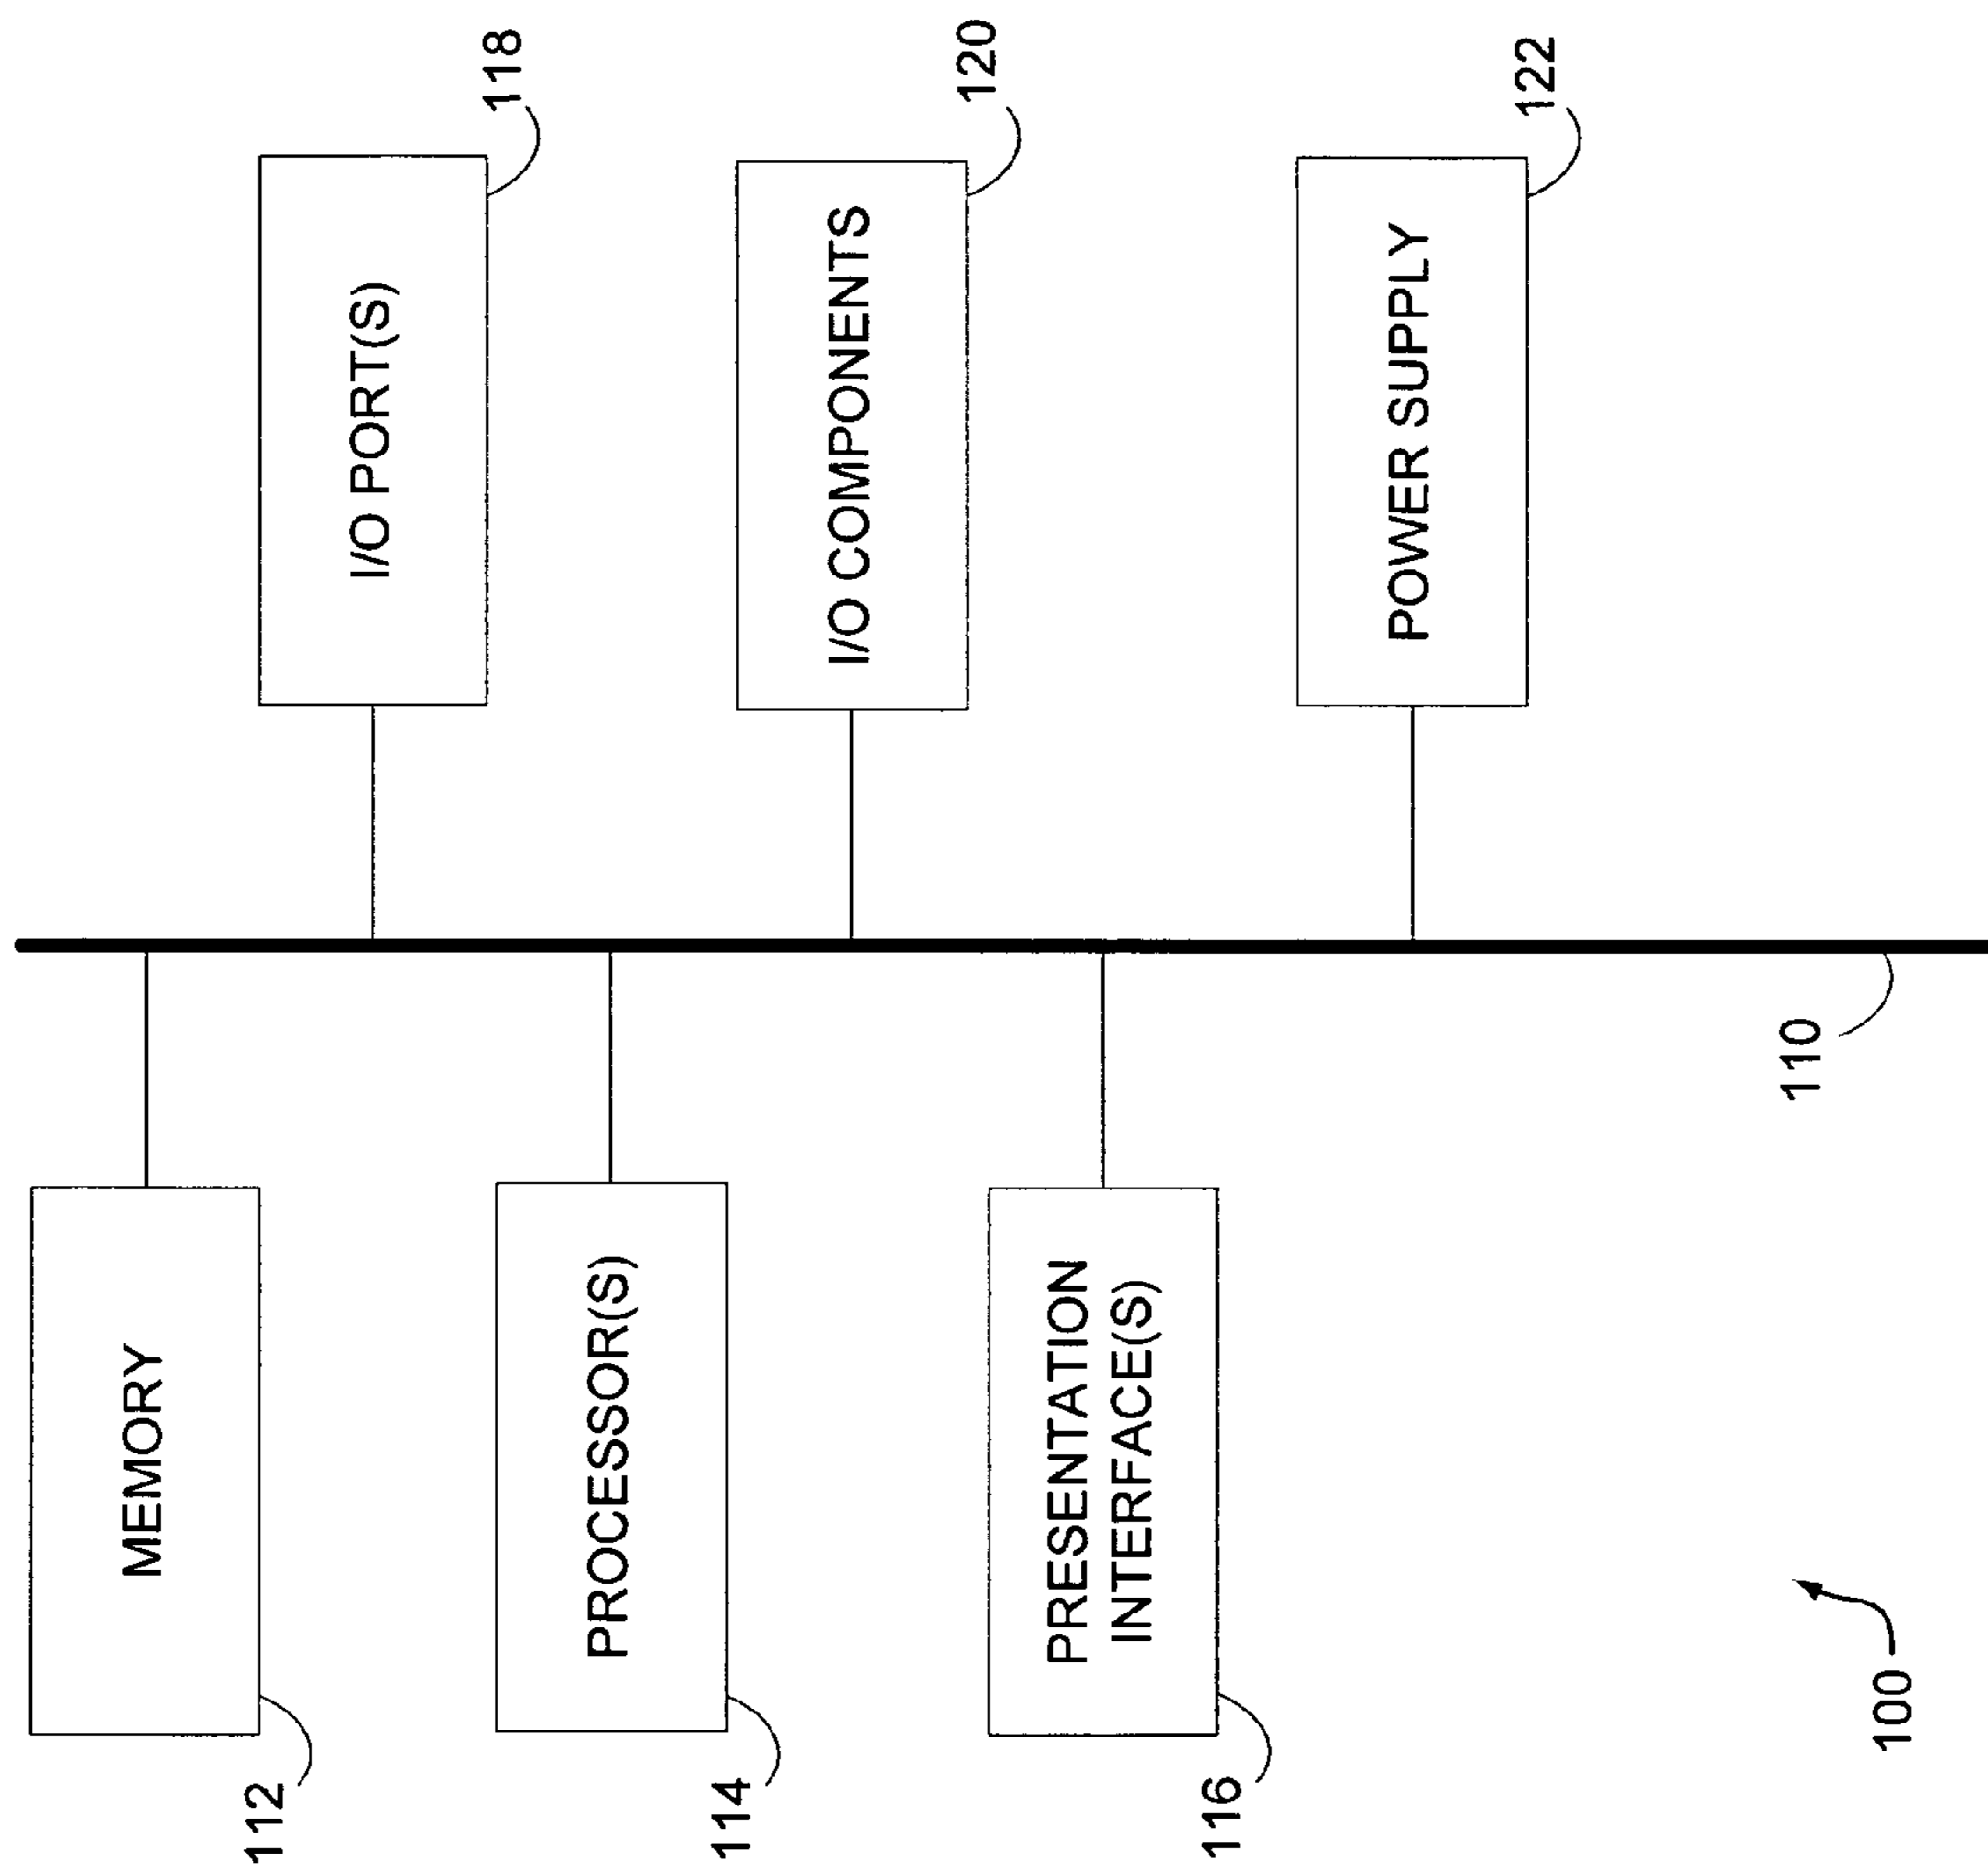 MEMORY
112
PROCESSOR(S)
114
PRESENTATION
INTERFACE(S)
116
I/O PORT(S)
118
I/O COMPONENTS
120
POWER SUPPLY
122
110
100